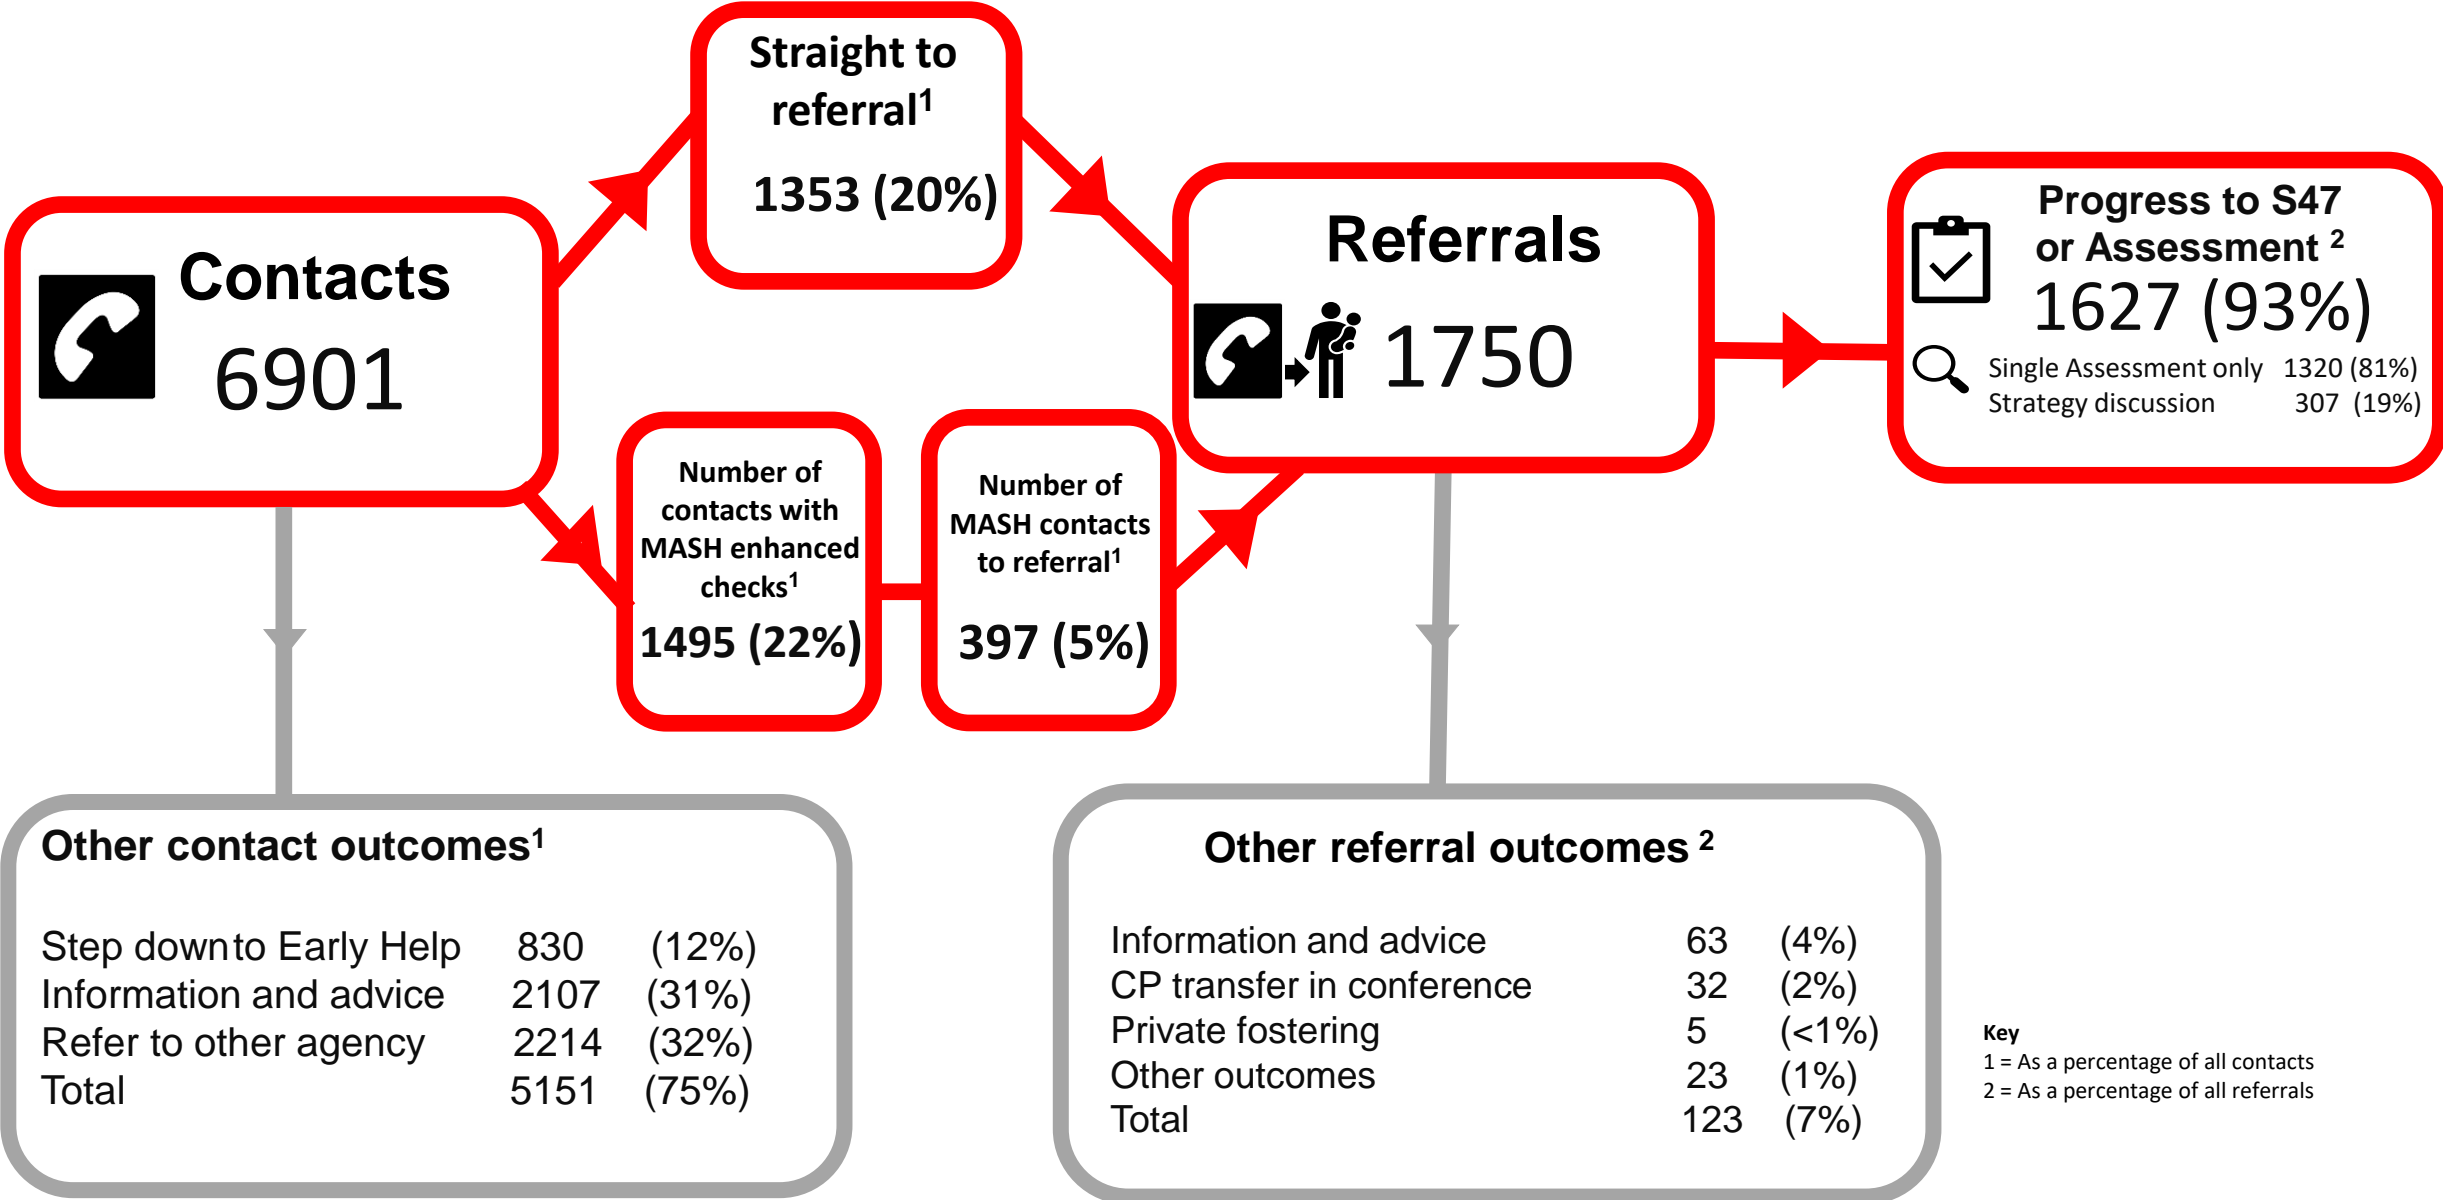 Straight to
referral¹
1353 (20%)
Contacts
6901
Number of
contacts with
MASH enhanced
checks¹
1495 (22%)
Number of
MASH contacts
to referral¹
397 (5%)
Referrals
1750
Progress to S47
or Assessment ²
1627 (93%)
Single Assessment only 1320 (81%)
Strategy discussion 307 (19%)
Other contact outcomes¹
Step down to Early Help 830 (12%)
Information and advice 2107 (31%)
Refer to other agency 2214 (32%)
Total 5151 (75%)
Other referral outcomes ²
Information and advice 63 (4%)
CP transfer in conference 32 (2%)
Private fostering 5 (<1%)
Other outcomes 23 (1%)
Total 123 (7%)
Key
1 = As a percentage of all contacts
2 = As a percentage of all referrals